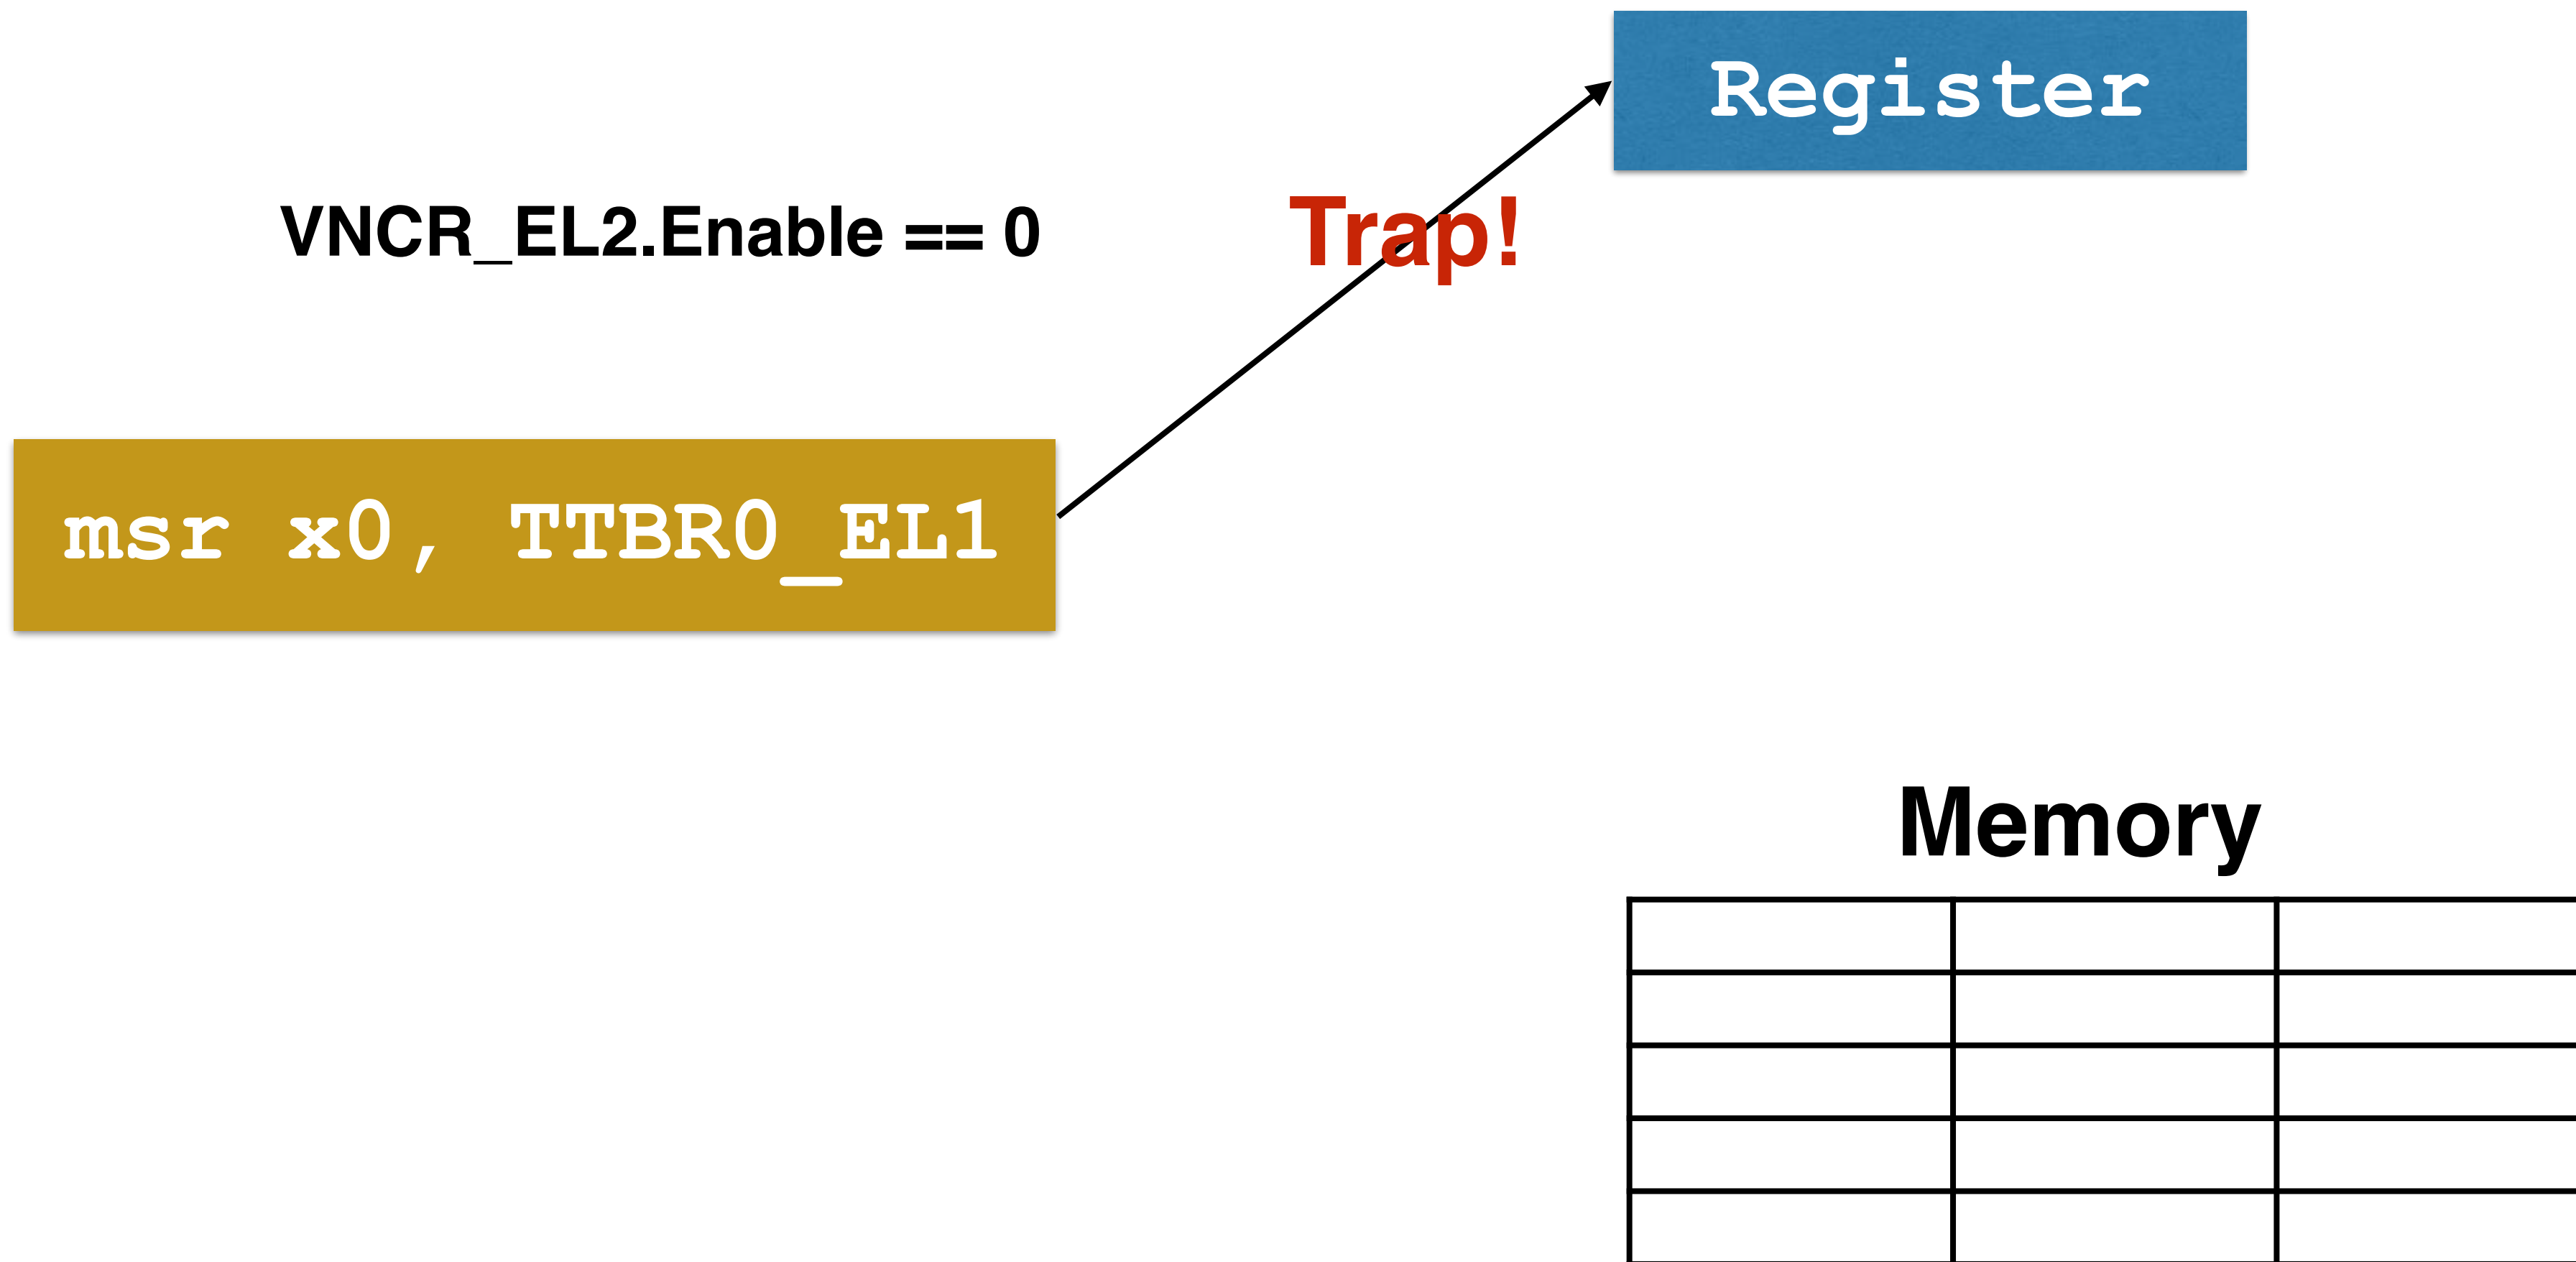 Register
VNCR_EL2.Enable == 0
Trap!
msr x0, TTBR0_EL1
Memory